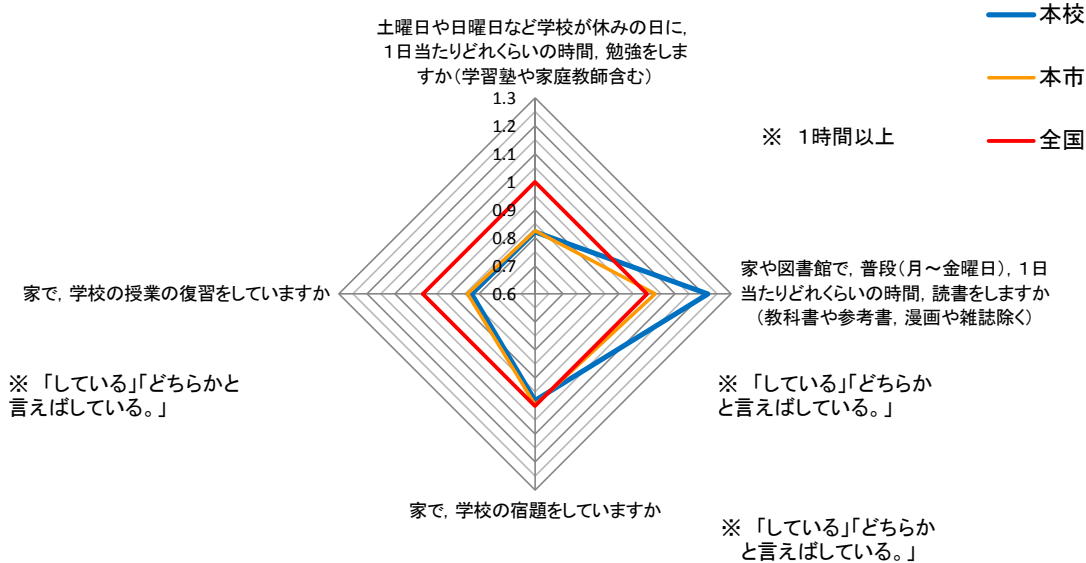 土曜日や日曜日など学校が休みの日に，
1日当たりどれくらいの時間，勉強をしま
すか（学習塾や家庭教師含む）
本校
本市
全国
※　1時間以上
1.3
1.2
1.1
1
0.9
0.8
0.7
0.6
家や図書館で，普段（月～金曜日），1日
当たりどれくらいの時間，読書をしますか
（教科書や参考書，漫画や雑誌除く）
※　「している」「どちらか
と言えばしている。」
家で，学校の宿題をしていますか
※　「している」「どちらか
と言えばしている。」
家で，学校の授業の復習をしていますか
※　「している」「どちらかと
言えばしている。」